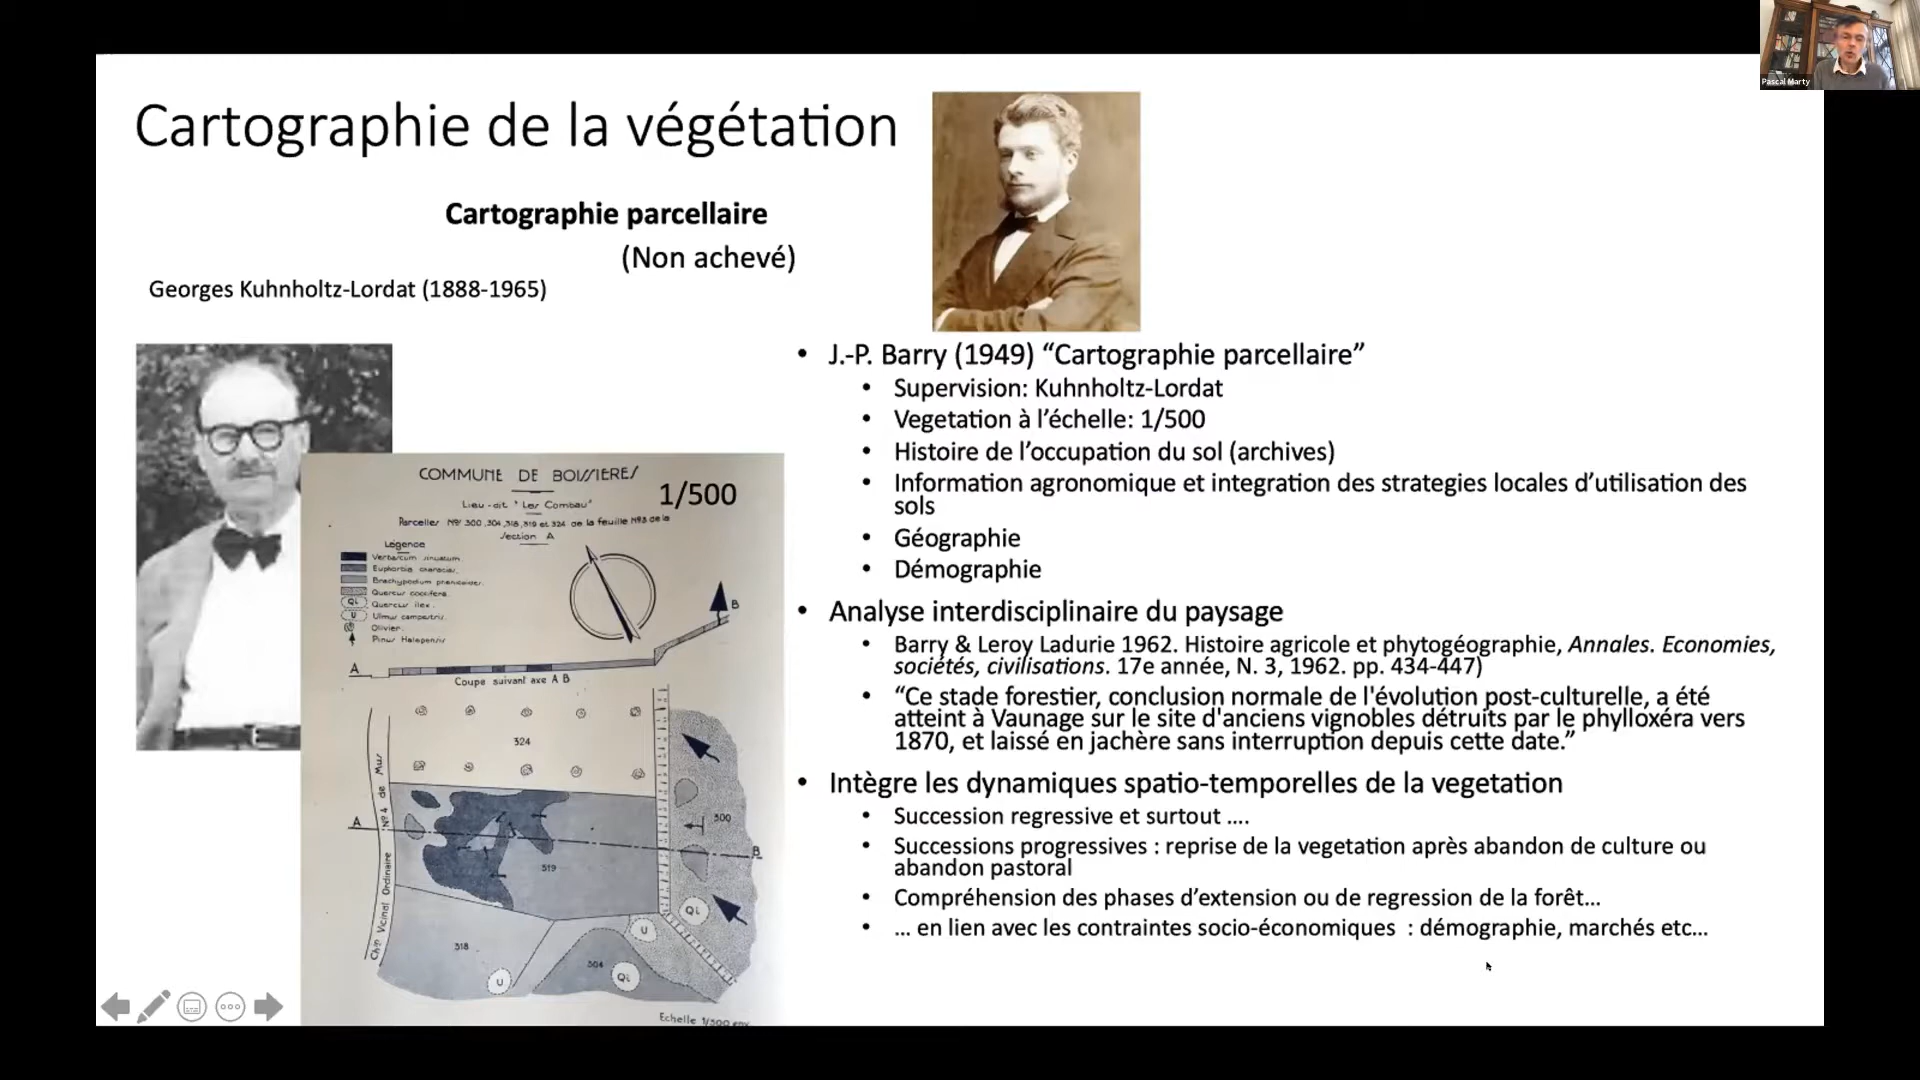 Pascal Marty
Cartographie de la végétation
Cartographie parcellaire
(Non achevé)
Georges Kuhnholtz-Lordat (1888-1965)
COMMUNE DE BOISSIERES
1/500
Lieu-dit "Les Combau"
Parcelles Nos 300, 304, 318, 319 et 324 de la feuille No3 de la
Section A
Légende
Verbascum sinuatum.
Euphorbia characias.
Brachypodium phoenicoides.
Quercus coccifera.
Qi Quercus ilex.
U Ulmus campestris.
Olivier.
Pinus Halepensis
B
A
Coupe suivant axe A B
324
Chin Vicinal Ordinaire No 4 de Mus
A
300
B
319
Qi
U
318
304
Qi
U
Echelle 1/500 env.
• J.-P. Barry (1949) “Cartographie parcellaire”
• Supervision: Kuhnholtz-Lordat
• Vegetation à l’échelle: 1/500
• Histoire de l’occupation du sol (archives)
• Information agronomique et integration des strategies locales d’utilisation des
sols
• Géographie
• Démographie
• Analyse interdisciplinaire du paysage
• Barry & Leroy Ladurie 1962. Histoire agricole et phytogéographie, Annales. Economies,
sociétés, civilisations. 17e année, N. 3, 1962. pp. 434-447)
• “Ce stade forestier, conclusion normale de l'évolution post-culturelle, a été
atteint à Vaunage sur le site d'anciens vignobles détruits par le phylloxéra vers
1870, et laissé en jachère sans interruption depuis cette date.”
• Intègre les dynamiques spatio-temporelles de la vegetation
• Succession regressive et surtout ....
• Successions progressives : reprise de la vegetation après abandon de culture ou
abandon pastoral
• Compréhension des phases d’extension ou de regression de la forêt...
• ... en lien avec les contraintes socio-économiques : démographie, marchés etc...